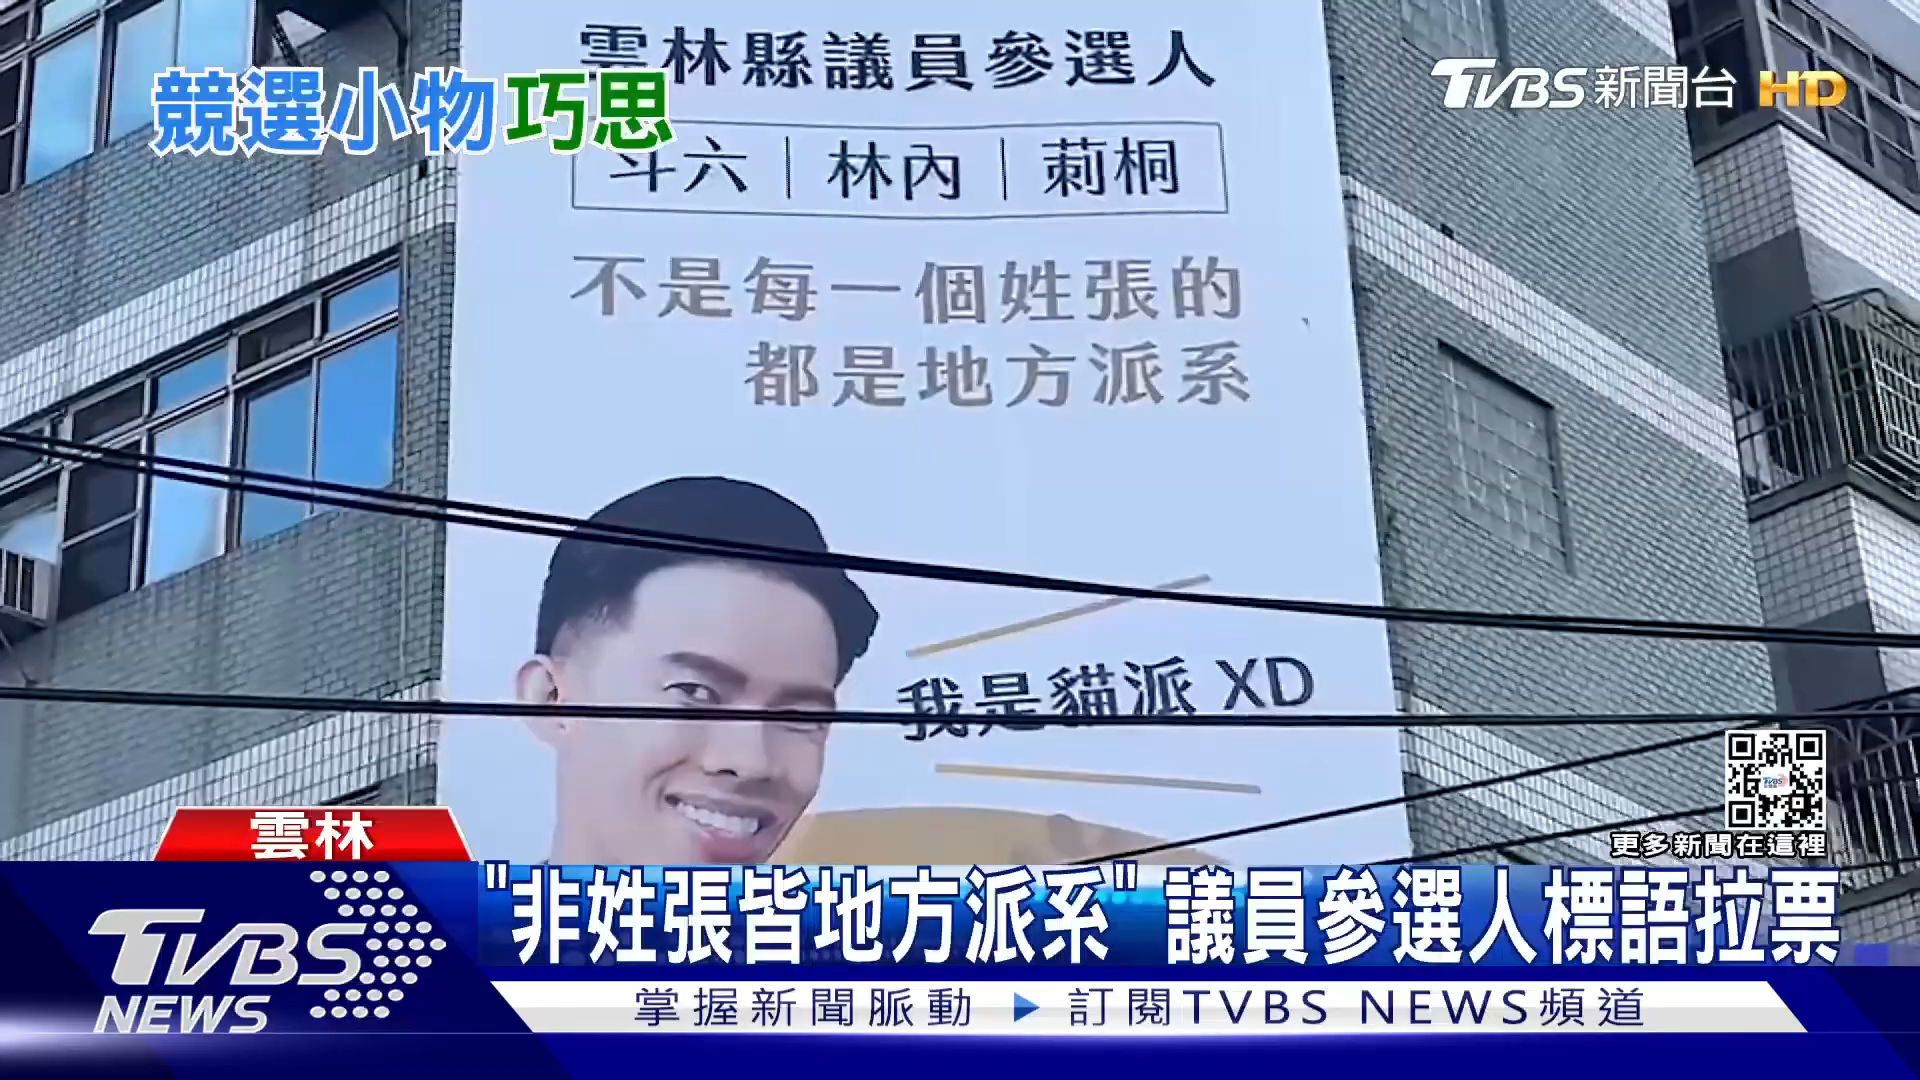 雲林縣議員參選人
競選小物巧思
TVBS新聞台 HD
斗六｜林內｜莿桐
不是每一個姓張的
都是地方派系
我是貓派 XD
TVBS
更多新聞在這裡
雲林
"非姓張皆地方派系" 議員參選人標語拉票
TVBS
NEWS
掌握新聞脈動 ▶ 訂閱TVBS NEWS頻道